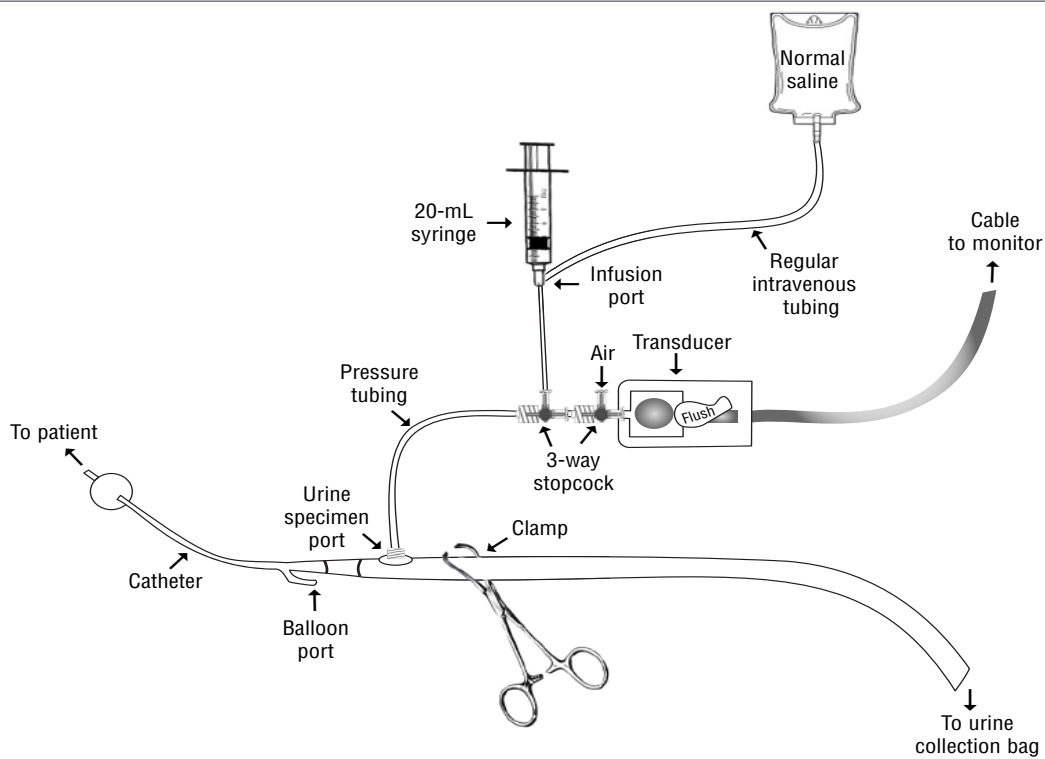 Normal
saline
20-mL
syringe
Infusion
port
Regular
intravenous
tubing
Cable
to monitor
Air
Transducer
Pressure
tubing
Flush
To patient
3-way
stopcock
Urine
specimen
port
Clamp
Catheter
Balloon
port
To urine
collection bag